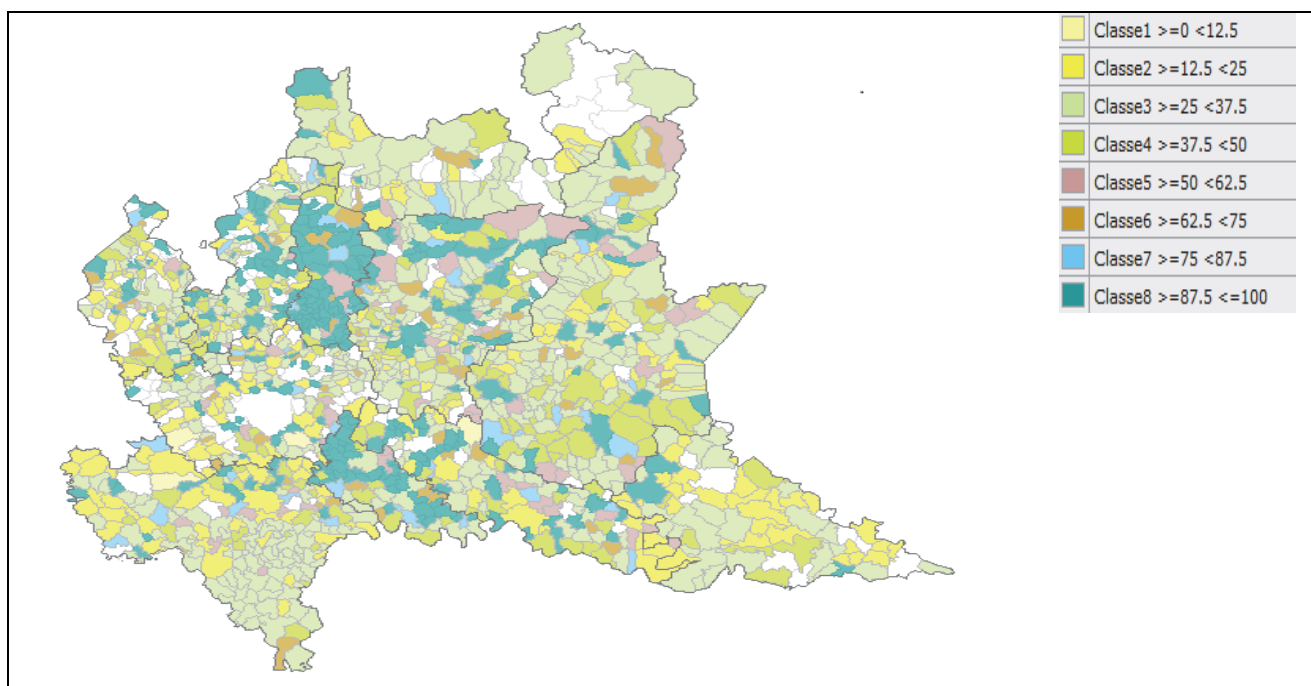 Classe1 >=0 <12.5
Classe2 >=12.5 <25
Classe3 >=25 <37.5
Classe4 >=37.5 <50
Classe5 >=50 <62.5
Classe6 >=62.5 <75
Classe7 >=75 <87.5
Classe8 >=87.5 <=100